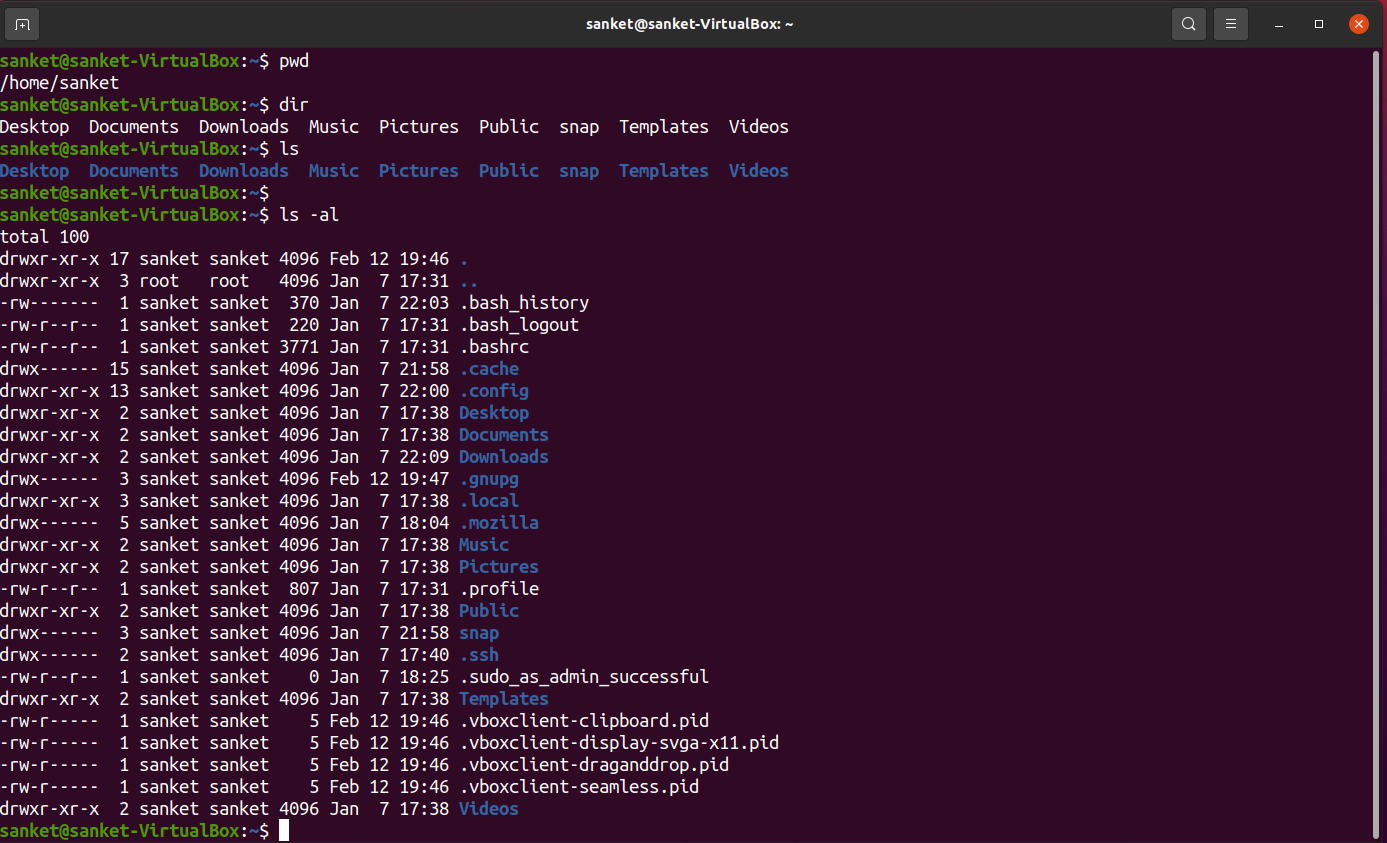 sanket@sanket-VirtualBox: ~
sanket@sanket-VirtualBox:~$ pwd
/home/sanket
sanket@sanket-VirtualBox:~$ dir
Desktop  Documents  Downloads  Music  Pictures  Public  snap  Templates  Videos
sanket@sanket-VirtualBox:~$ ls
Desktop  Documents  Downloads  Music  Pictures  Public  snap  Templates  Videos
sanket@sanket-VirtualBox:~$
sanket@sanket-VirtualBox:~$ ls -al
total 100
drwxr-xr-x 17 sanket sanket 4096 Feb 12 19:46 .
drwxr-xr-x  3 root   root   4096 Jan  7 17:31 ..
-rw-------  1 sanket sanket  370 Jan  7 22:03 .bash_history
-rw-r--r--  1 sanket sanket  220 Jan  7 17:31 .bash_logout
-rw-r--r--  1 sanket sanket 3771 Jan  7 17:31 .bashrc
drwx------ 15 sanket sanket 4096 Jan  7 21:58 .cache
drwxr-xr-x 13 sanket sanket 4096 Jan  7 22:00 .config
drwxr-xr-x  2 sanket sanket 4096 Jan  7 17:38 Desktop
drwxr-xr-x  2 sanket sanket 4096 Jan  7 17:38 Documents
drwxr-xr-x  2 sanket sanket 4096 Jan  7 22:09 Downloads
drwx------  3 sanket sanket 4096 Feb 12 19:47 .gnupg
drwxr-xr-x  3 sanket sanket 4096 Jan  7 17:38 .local
drwx------  5 sanket sanket 4096 Jan  7 18:04 .mozilla
drwxr-xr-x  2 sanket sanket 4096 Jan  7 17:38 Music
drwxr-xr-x  2 sanket sanket 4096 Jan  7 17:38 Pictures
-rw-r--r--  1 sanket sanket  807 Jan  7 17:31 .profile
drwxr-xr-x  2 sanket sanket 4096 Jan  7 17:38 Public
drwx------  3 sanket sanket 4096 Jan  7 21:58 snap
drwx------  2 sanket sanket 4096 Jan  7 17:40 .ssh
-rw-r--r--  1 sanket sanket    0 Jan  7 18:25 .sudo_as_admin_successful
drwxr-xr-x  2 sanket sanket 4096 Jan  7 17:38 Templates
-rw-r-----  1 sanket sanket    5 Feb 12 19:46 .vboxclient-clipboard.pid
-rw-r-----  1 sanket sanket    5 Feb 12 19:46 .vboxclient-display-svga-x11.pid
-rw-r-----  1 sanket sanket    5 Feb 12 19:46 .vboxclient-draganddrop.pid
-rw-r-----  1 sanket sanket    5 Feb 12 19:46 .vboxclient-seamless.pid
drwxr-xr-x  2 sanket sanket 4096 Jan  7 17:38 Videos
sanket@sanket-VirtualBox:~$